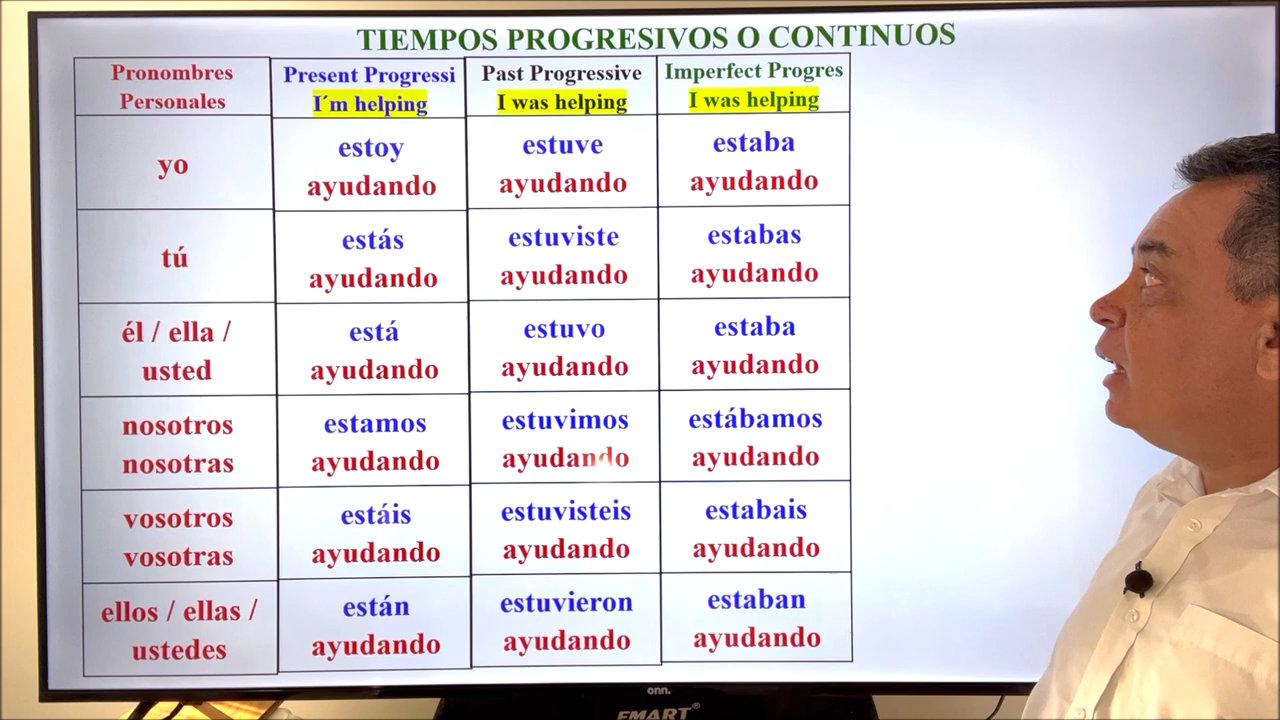 TIEMPOS PROGRESIVOS O CONTINUOS
Pronombres Personales
Present Progressi
I´m helping
Past Progressive
I was helping
Imperfect Progres
I was helping
yo
estoy
ayudando
estuve
ayudando
estaba
ayudando
tú
estás
ayudando
estuviste
ayudando
estabas
ayudando
él / ella /
usted
está
ayudando
estuvo
ayudando
estaba
ayudando
nosotros
nosotras
estamos
ayudando
estuvimos
ayudando
estábamos
ayudando
vosotros
vosotras
estáis
ayudando
estuvisteis
ayudando
estabais
ayudando
ellos / ellas /
ustedes
están
ayudando
estuvieron
ayudando
estaban
ayudando
onn.
EMART®